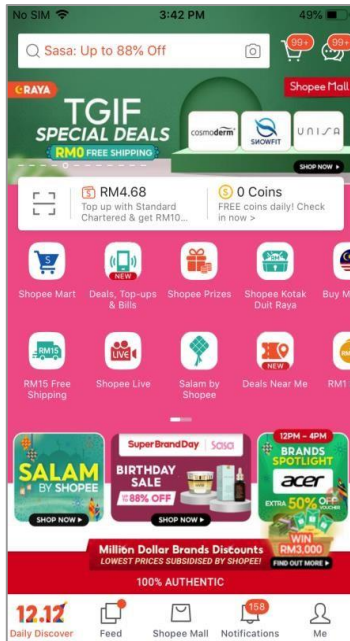 No SIM
3:42 PM
49%
Sasa: Up to 88% Off
99+
99+
RAYA
Shopee Mall
TGIF
SPECIAL DEALS
RM0 FREE SHIPPING
cosmoderm
SNOWFIT
UNISA
SHOP NOW
RM4.68
Top up with Standard
Chartered & get RM10...
0 Coins
FREE coins daily! Check
in now >
NEW
Shopee Mart
Deals, Top-ups
& Bills
Shopee Prizes
Shopee Kotak
Duit Raya
Buy M
RM15
LIVE
NEW
RM15 Free
Shipping
Shopee Live
Salam by
Shopee
Deals Near Me
RM1
SALAM
BY SHOPEE
SHOP NOW
Super Brand Day
Sasa
BIRTHDAY
SALE
88% OFF
SHOP NOW
12PM – 4PM
BRANDS
SPOTLIGHT
acer
EXTRA 50% OFF
VOUCHER
WIN
RM3,000
FIND OUT MORE
Million Dollar Brands Discounts
LOWEST PRICES SUBSIDISED BY SHOPEE!
100% AUTHENTIC
12.12
158
Daily Discover
Feed
Shopee Mall
Notifications
Me